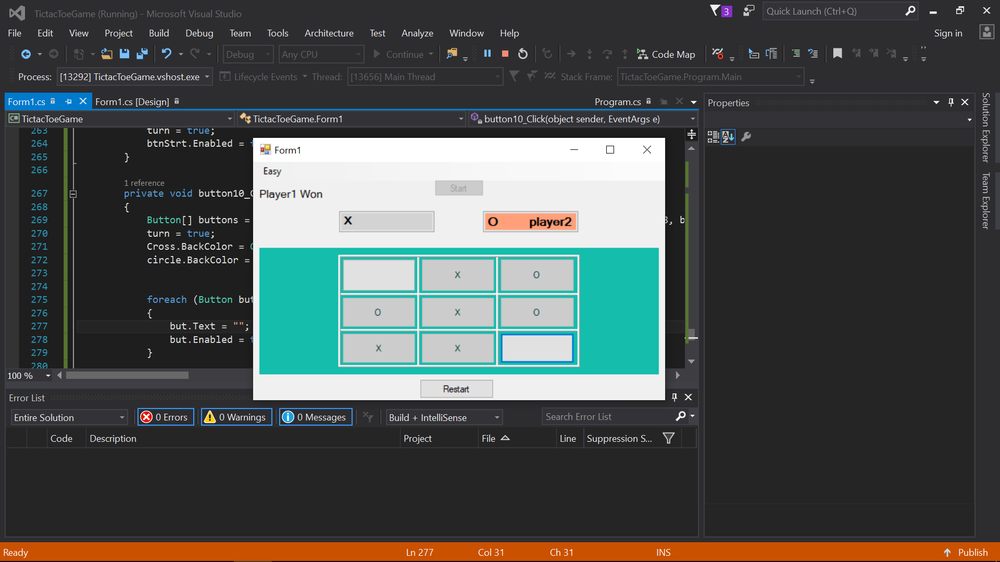 TictacToeGame (Running) - Microsoft Visual Studio
3
Quick Launch (Ctrl+Q)
File Edit View Project Build Debug Team Tools Architecture Test Analyze Window Help
Sign in
Debug Any CPU Continue Code Map
Process: [13292] TictacToeGame.vshost.exe Lifecycle Events Thread: [13656] Main Thread Stack Frame: TictacToeGame.Program.Main
Form1.cs Form1.cs [Design] Program.cs
Properties
TictacToeGame TictacToeGame.Form1 button10_Click(object sender, EventArgs e)
Solution Explorer
Team Explorer
263 turn = true;
264 btnStrt.Enabled =
265 }
266
1 reference
267 private void button10_
268 {
269 Button[] buttons = , b
270 turn = true;
271 Cross.BackColor =
272 circle.BackColor =
273
274
275 foreach (Button but
276 {
277 but.Text = "";
278 but.Enabled =
279 }
280
100 %
Form1
Easy
Start
Player1 Won
X
O player2
X O
O X O
X X
Restart
Error List
Entire Solution 0 Errors 0 Warnings 0 Messages Build + IntelliSense Search Error List
Code Description Project File Line Suppression S...
Ready Ln 277 Col 31 Ch 31 INS Publish